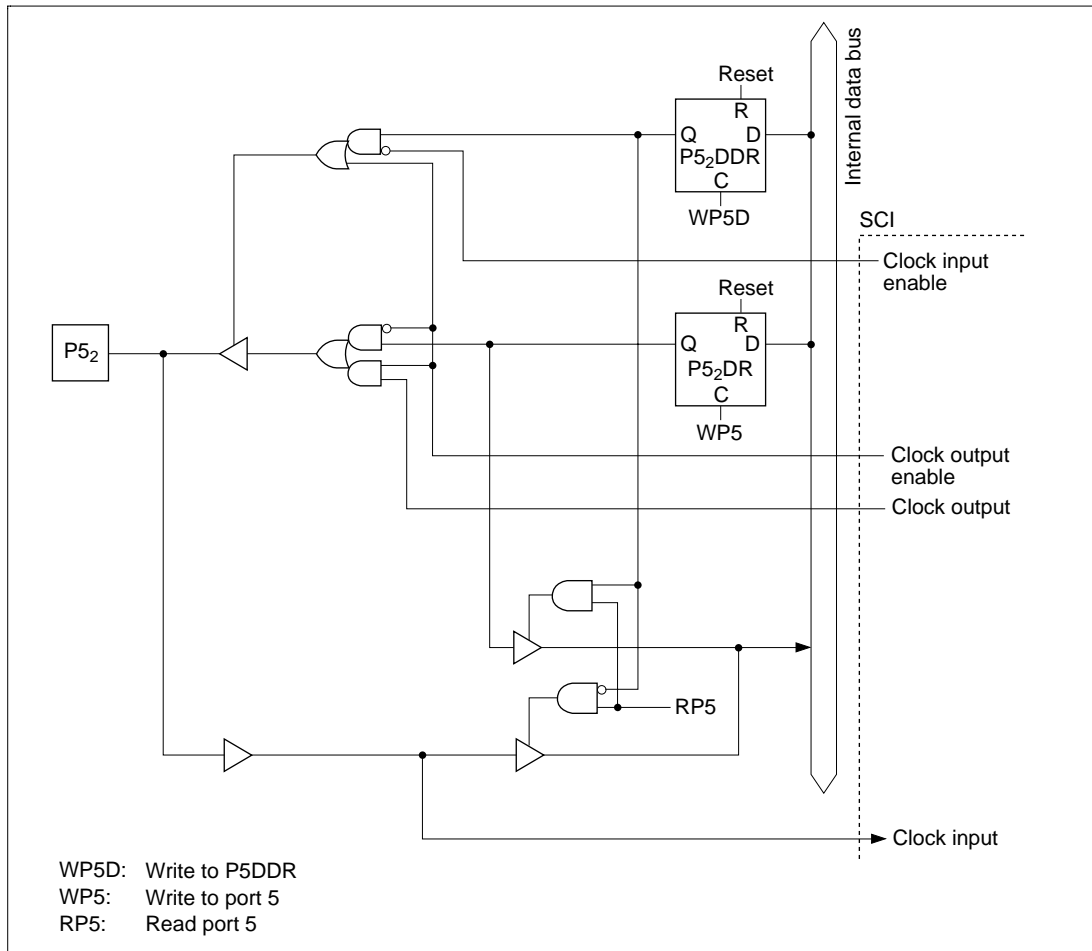 Internal data bus
Reset
R
Q D
P5₂DDR
C
WP5D
SCI
Clock input
enable
Reset
R
Q D
P5₂DR
C
WP5
P5₂
Clock output
enable
Clock output
RP5
Clock input
WP5D: Write to P5DDR
WP5: Write to port 5
RP5: Read port 5